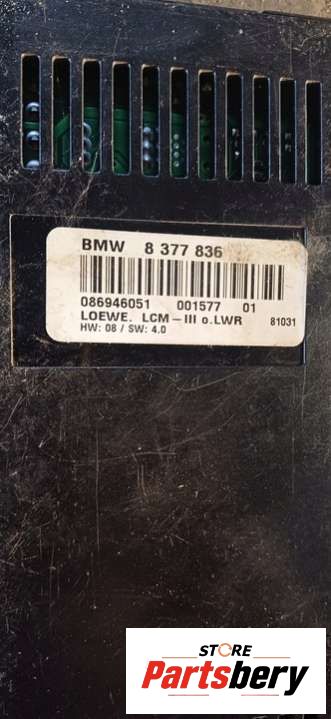 BMW 8 377 836
086946051 001577 01
LOEWE. LCM-III o.LWR 81031
HW: 08 / SW: 4.0
STORE
Partsbery